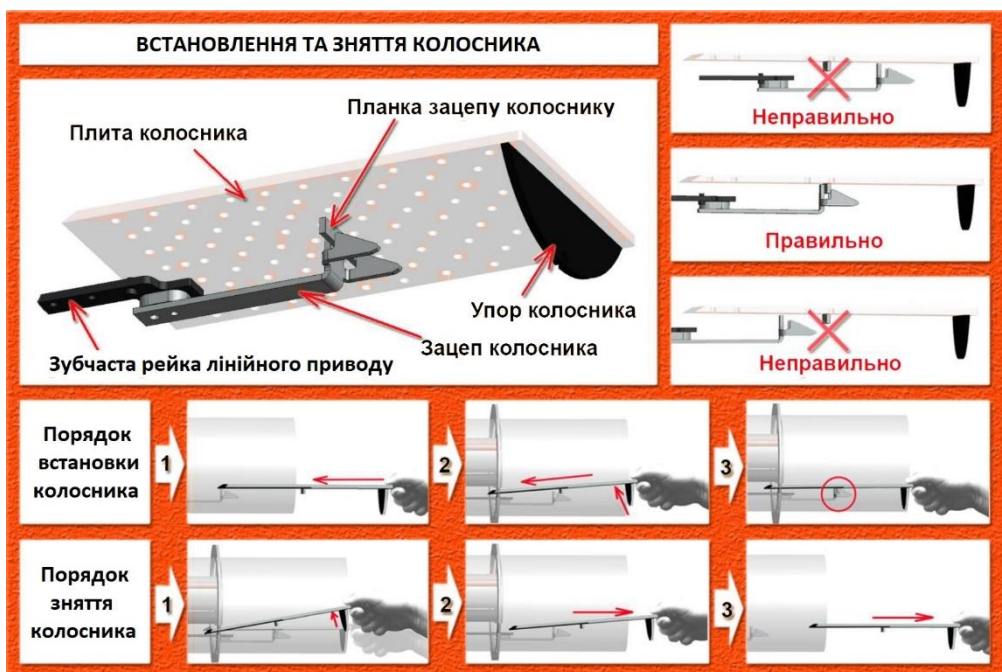 ВСТАНОВЛЕННЯ ТА ЗНЯТТЯ КОЛОСНИКА
Плита колосника
Планка зацепу колоснику
Упор колосника
Зацеп колосника
Зубчаста рейка лінійного приводу
Неправильно
Правильно
Неправильно
Порядок
встановки
колосника
1
2
3
Порядок
зняття
колосника
1
2
3